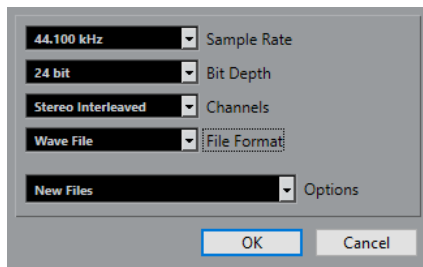 44.100 kHz Sample Rate
24 bit Bit Depth
Stereo Interleaved Channels
Wave File File Format
New Files Options
OK Cancel